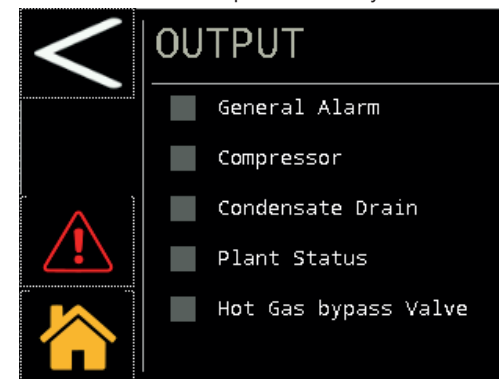 OUTPUT
General Alarm
Compressor
Condensate Drain
Plant Status
Hot Gas bypass Valve